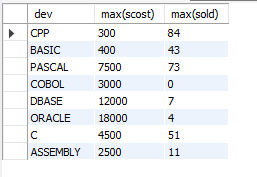 dev max(scost) max(sold)
CPP 300 84
BASIC 400 43
PASCAL 7500 73
COBOL 3000 0
DBASE 12000 7
ORACLE 18000 4
C 4500 51
ASSEMBLY 2500 11